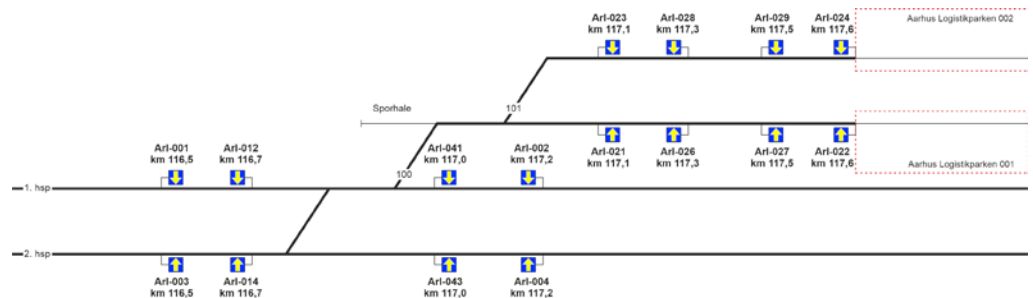 Arl-023 Arl-028 Arl-029 Arl-024
km 117,1 km 117,3 km 117,5 km 117,6
Aarhus Logistikparken 002
101
Sporhale
Arl-021 Arl-026 Arl-027 Arl-022
km 117,1 km 117,3 km 117,5 km 117,6
Aarhus Logistikparken 001
Arl-001 Arl-012 Arl-041 Arl-002
km 116,5 km 116,7 km 117,0 km 117,2
100
1. hsp
2. hsp
Arl-003 Arl-014 Arl-043 Arl-004
km 116,5 km 116,7 km 117,0 km 117,2